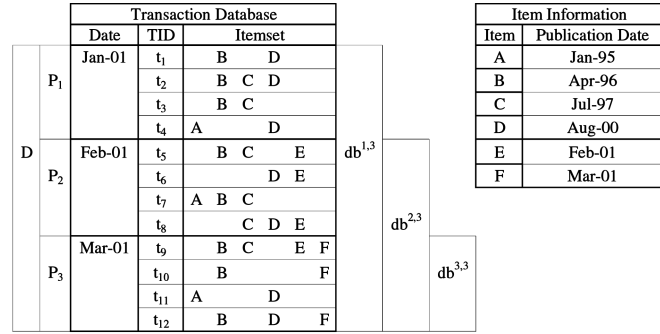 Transaction Database
Date TID Itemset
D
P1 Jan-01 t1 B D
t2 B C D
t3 B C
t4 A D
P2 Feb-01 t5 B C E
t6 D E
t7 A B C
t8 C D E
P3 Mar-01 t9 B C E F
t10 B F
t11 A D
t12 B D F
db1,3
db2,3
db3,3
Item Information
Item Publication Date
A Jan-95
B Apr-96
C Jul-97
D Aug-00
E Feb-01
F Mar-01